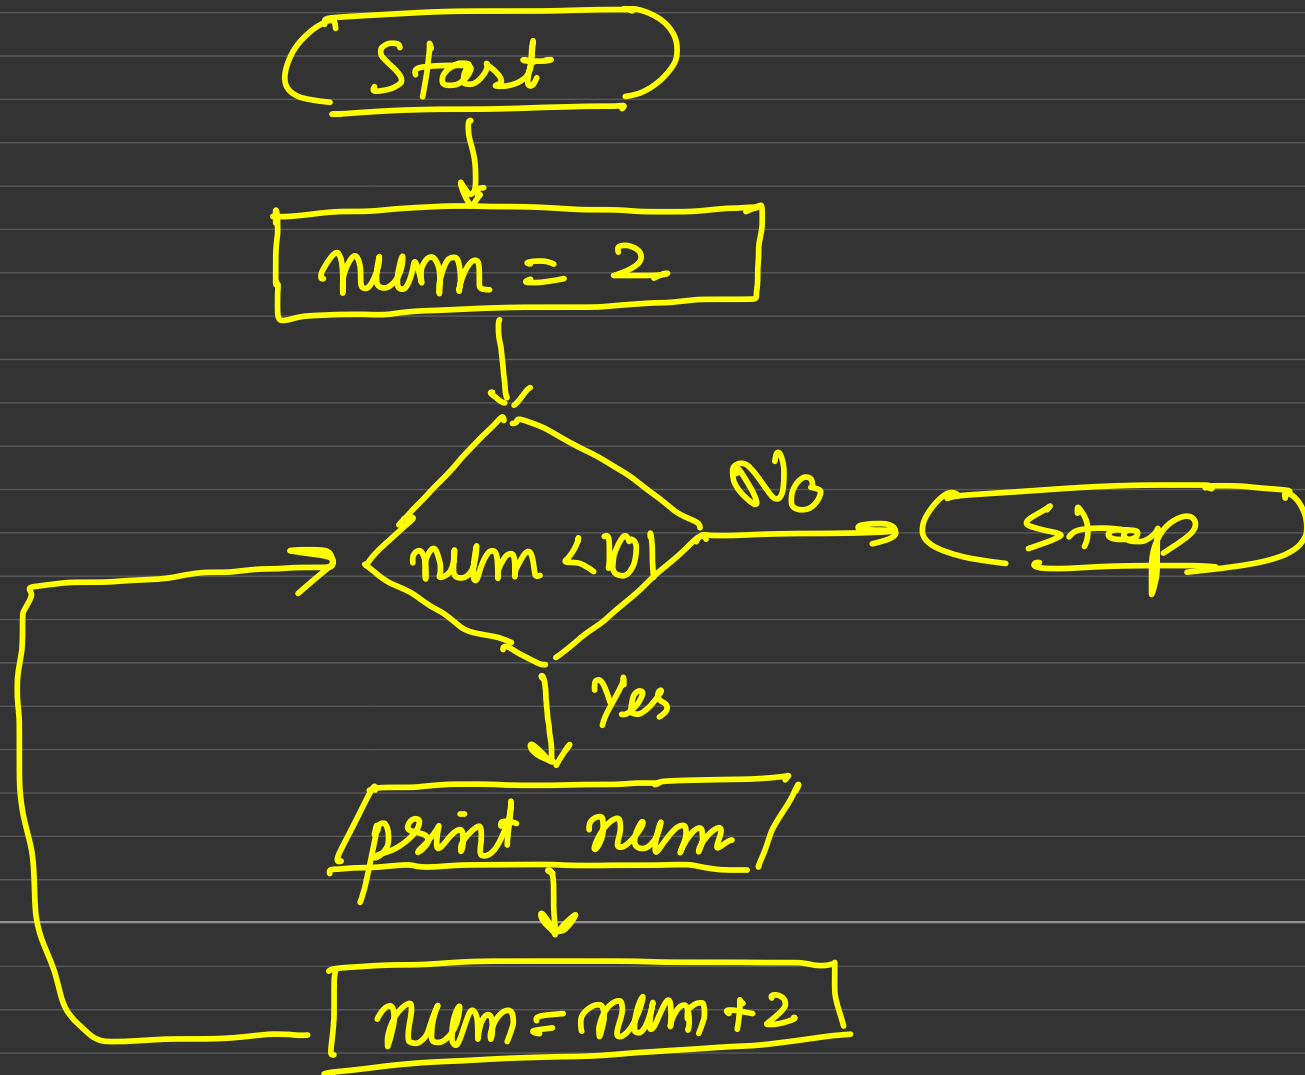 Start
num = 2
num <101
No
Stop
Yes
print num
num = num + 2